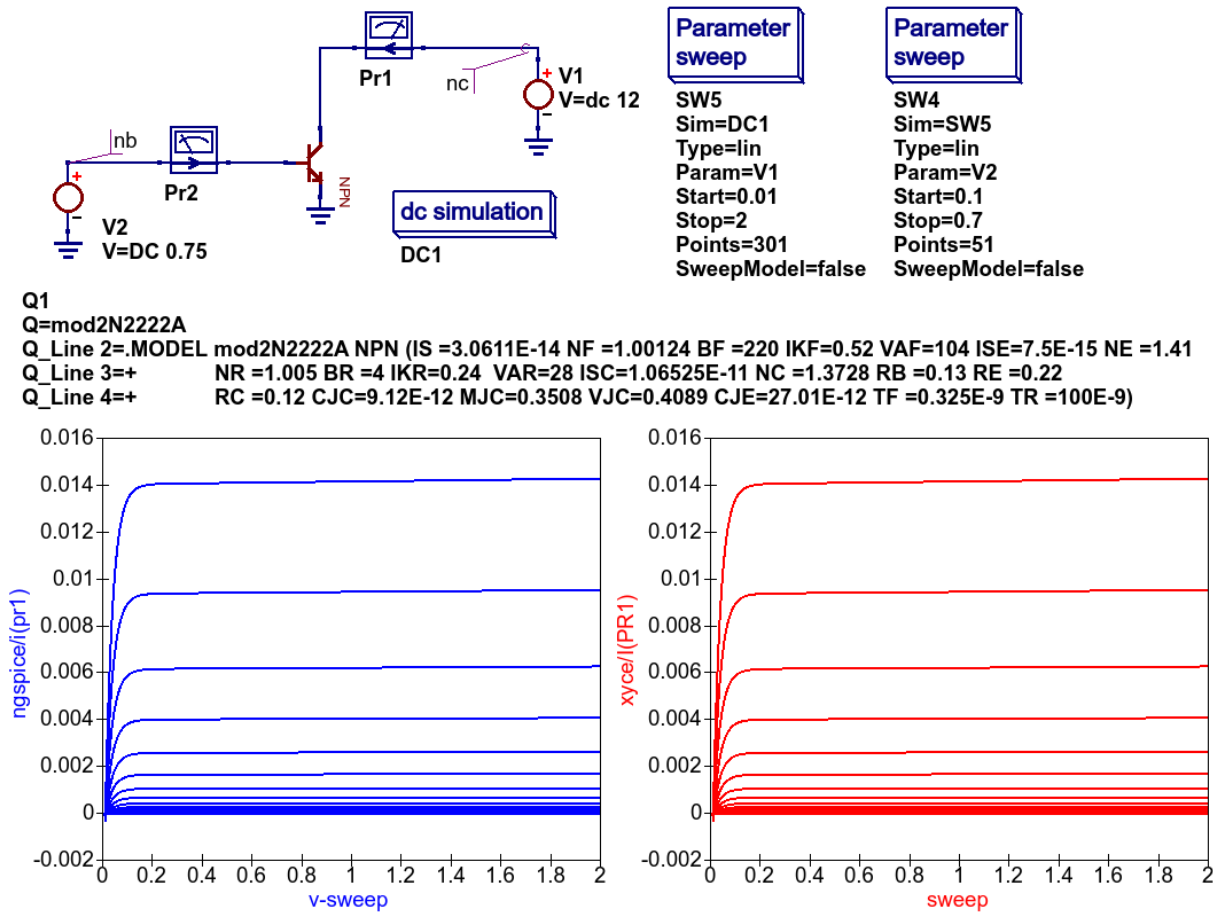 Pr1
nc
+
V1
V=dc 12
−
nb
Pr2
+
−
V2
V=DC 0.75
NPN
dc simulation
DC1
Parameter
sweep
SW5
Sim=DC1
Type=lin
Param=V1
Start=0.01
Stop=2
Points=301
SweepModel=false
Parameter
sweep
SW4
Sim=SW5
Type=lin
Param=V2
Start=0.1
Stop=0.7
Points=51
SweepModel=false
Q1
Q=mod2N2222A
Q_Line 2=.MODEL mod2N2222A NPN (IS =3.0611E-14 NF =1.00124 BF =220 IKF=0.52 VAF=104 ISE=7.5E-15 NE =1.41
Q_Line 3=+ NR =1.005 BR =4 IKR=0.24 VAR=28 ISC=1.06525E-11 NC =1.3728 RB =0.13 RE =0.22
Q_Line 4=+ RC =0.12 CJC=9.12E-12 MJC=0.3508 VJC=0.4089 CJE=27.01E-12 TF =0.325E-9 TR =100E-9)
ngspice/i(pr1)
0.016
0.014
0.012
0.01
0.008
0.006
0.004
0.002
0
-0.002
0 0.2 0.4 0.6 0.8 1 1.2 1.4 1.6 1.8 2
v-sweep
xyce/I(PR1)
0.016
0.014
0.012
0.01
0.008
0.006
0.004
0.002
0
-0.002
0 0.2 0.4 0.6 0.8 1 1.2 1.4 1.6 1.8 2
sweep